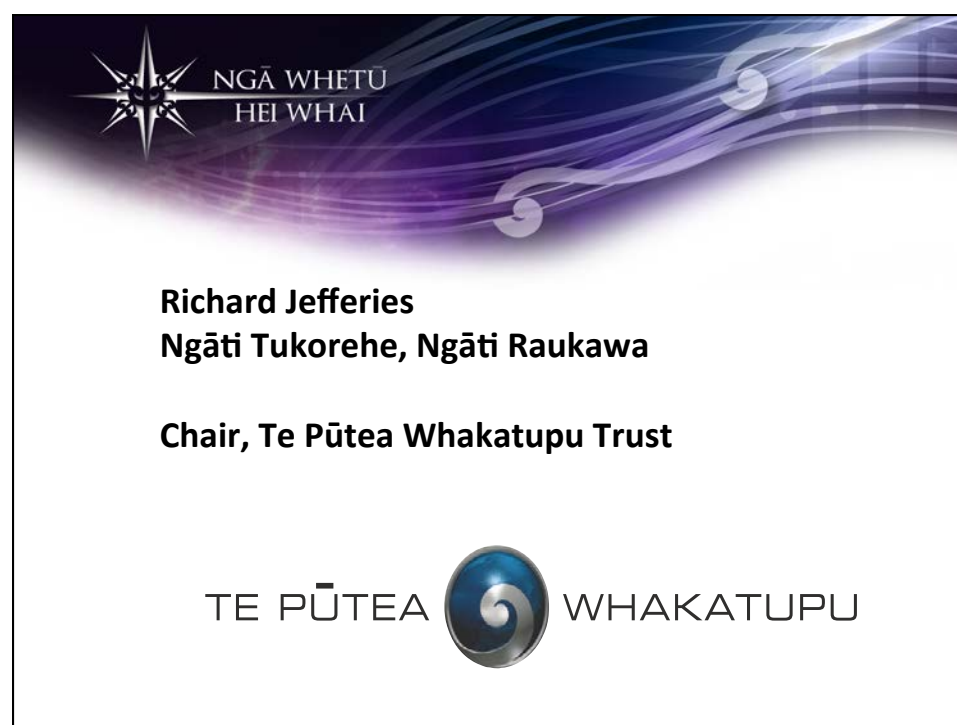 NGĀ WHETŪ
HEI WHAI
Richard Jefferies
Ngāti Tukorehe, Ngāti Raukawa
Chair, Te Pūtea Whakatupu Trust
TE PŪTEA WHAKATUPU